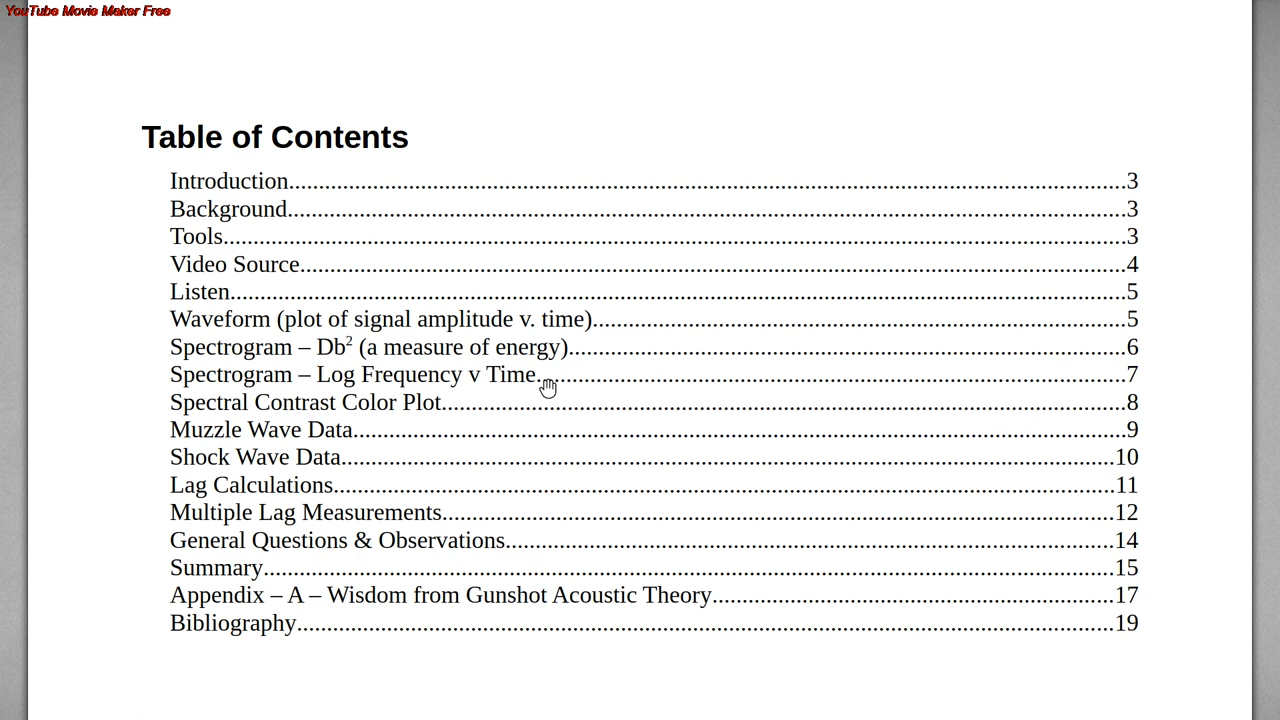 YouTube Movie Maker Free
Table of Contents
Introduction................................................................3
Background................................................................3
Tools................................................................3
Video Source................................................................4
Listen................................................................5
Waveform (plot of signal amplitude v. time)................................................................5
Spectrogram – Db² (a measure of energy)................................................................6
Spectrogram – Log Frequency v Time................................................................7
Spectral Contrast Color Plot................................................................8
Muzzle Wave Data................................................................9
Shock Wave Data................................................................10
Lag Calculations................................................................11
Multiple Lag Measurements................................................................12
General Questions & Observations................................................................14
Summary................................................................15
Appendix – A – Wisdom from Gunshot Acoustic Theory................................................................17
Bibliography................................................................19